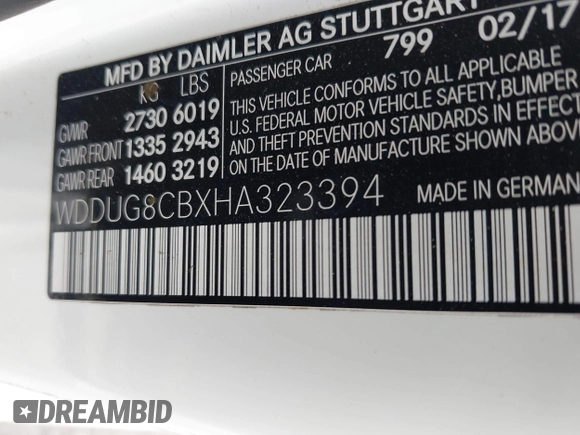 MFD BY DAIMLER AG STUTTGART
KG LBS
GVWR 2730 6019
GAWR FRONT 1335 2943
GAWR REAR 1460 3219
799 02/17
PASSENGER CAR
THIS VEHICLE CONFORMS TO ALL APPLICABLE
U.S. FEDERAL MOTOR VEHICLE SAFETY, BUMPER
AND THEFT PREVENTION STANDARDS IN EFFECT
ON THE DATE OF MANUFACTURE SHOWN ABOVE.
MADE IN GERMAN
WDDUG8CBXHA323394
DREAMBID